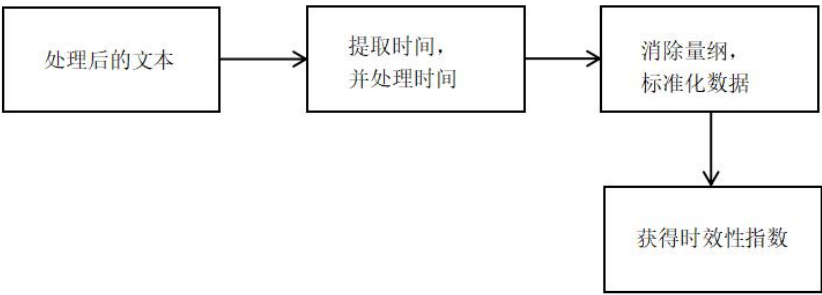 处理后的文本
提取时间，
并处理时间
消除量纲，
标准化数据
获得时效性指数